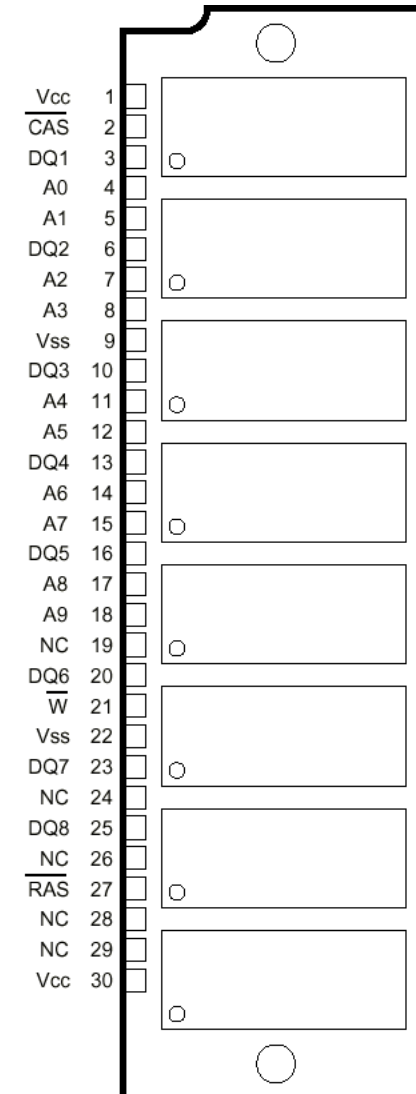 Vcc 1
CAS 2
DQ1 3
A0 4
A1 5
DQ2 6
A2 7
A3 8
Vss 9
DQ3 10
A4 11
A5 12
DQ4 13
A6 14
A7 15
DQ5 16
A8 17
A9 18
NC 19
DQ6 20
W 21
Vss 22
DQ7 23
NC 24
DQ8 25
NC 26
RAS 27
NC 28
NC 29
Vcc 30